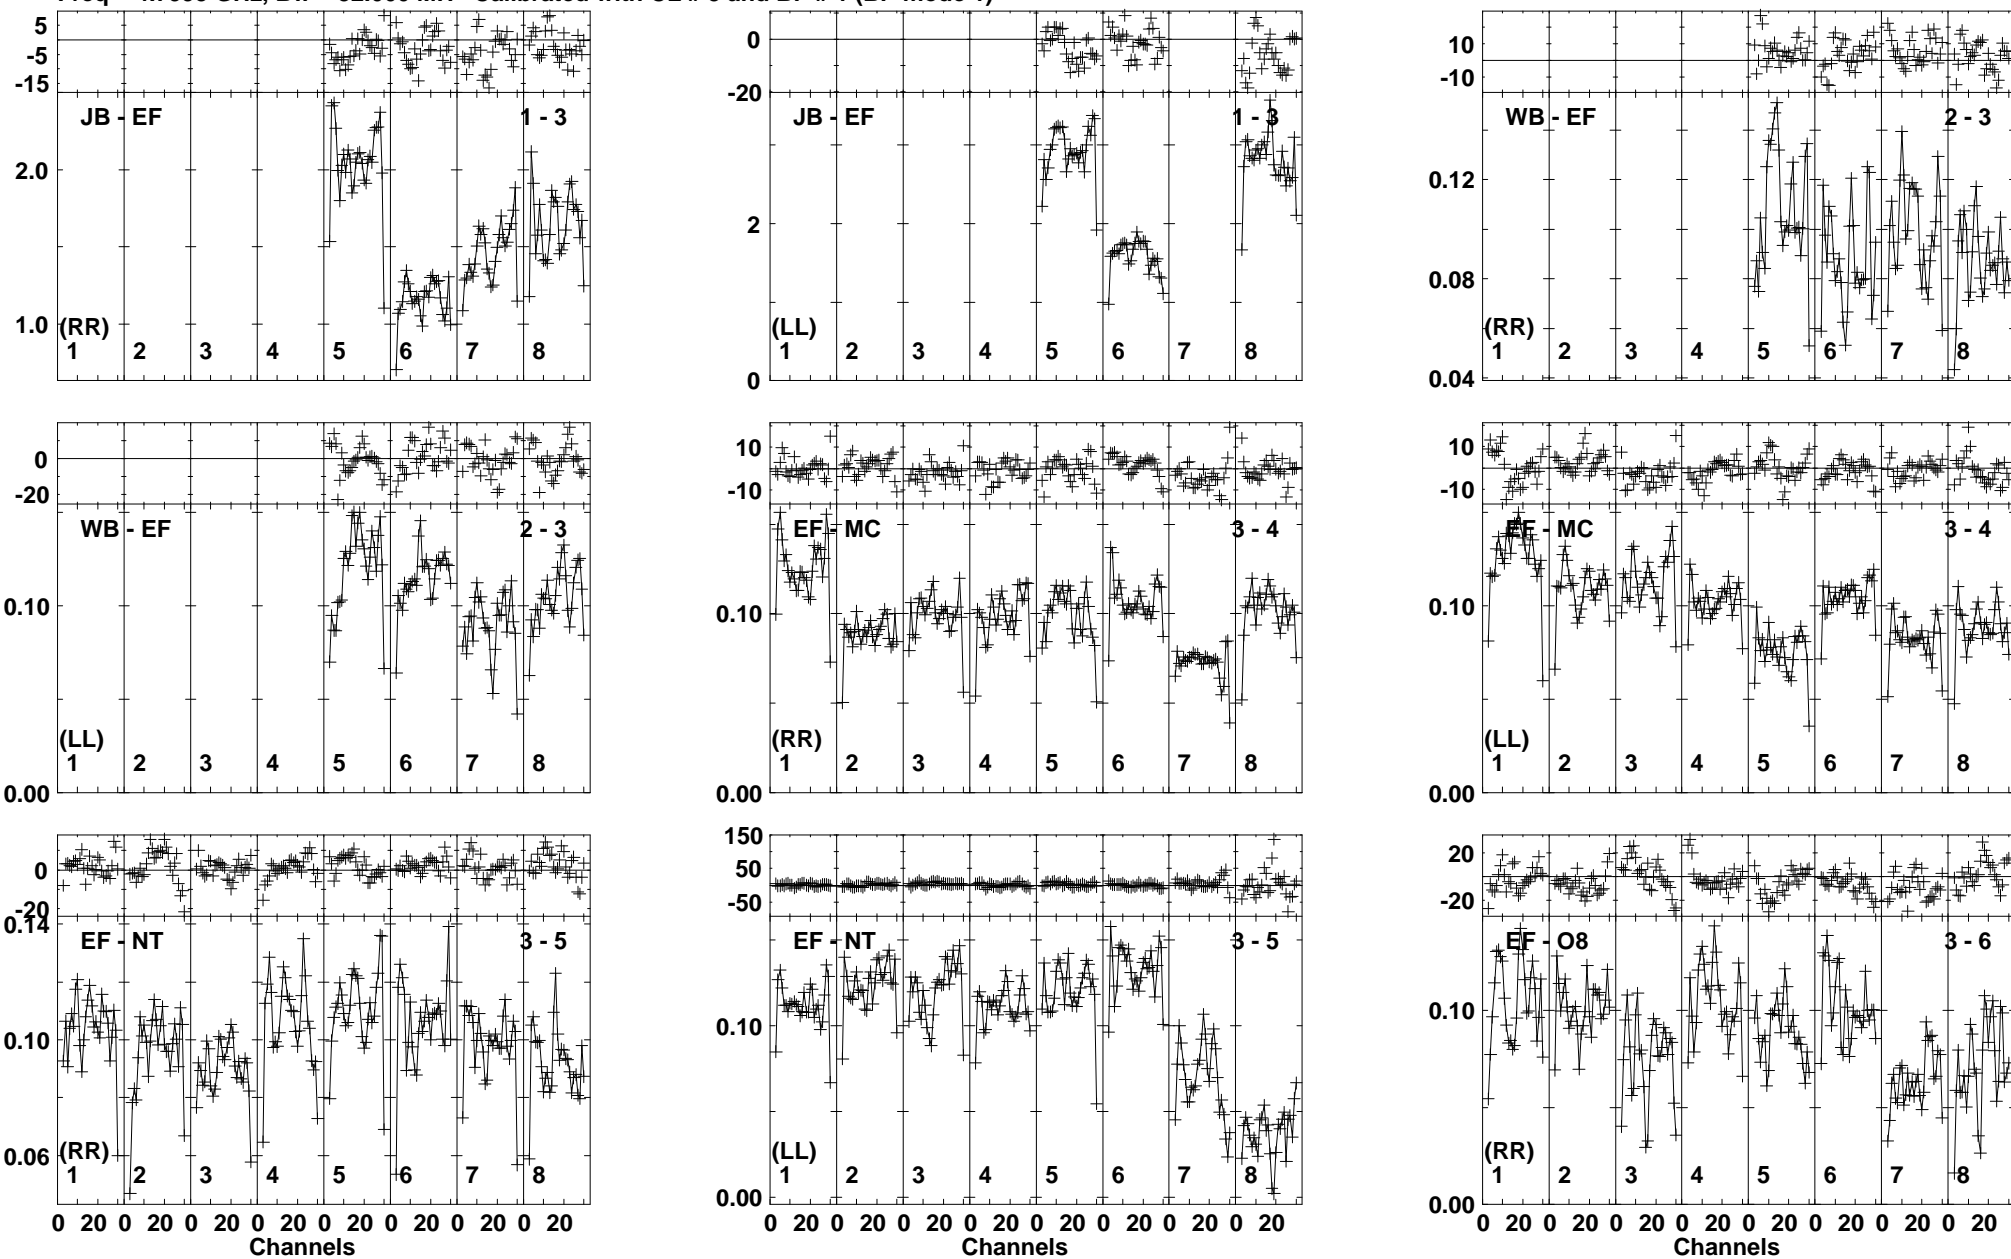 5
-5
-15
JB - EF 1 - 3
2.0
1.0
(RR)
1 2 3 4 5 6 7 8
0
-20
JB - EF 1 - 3
2
0
(LL)
1 2 3 4 5 6 7 8
10
-10
WB - EF 2 - 3
0.12
0.08
0.04
(RR)
1 2 3 4 5 6 7 8
0
-20
WB - EF 2 - 3
0.10
0.00
(LL)
1 2 3 4 5 6 7 8
10
-10
EF - MC 3 - 4
0.10
0.00
(RR)
1 2 3 4 5 6 7 8
10
-10
EF - MC 3 - 4
0.10
0.00
(LL)
1 2 3 4 5 6 7 8
0
-20
0.14
EF - NT 3 - 5
0.10
0.06
(RR)
1 2 3 4 5 6 7 8
0 20 0 20 0 20 0 20 0 20 0 20 0 20 0 20
Channels
150
50
-50
EF - NT 3 - 5
0.10
0.00
(LL)
1 2 3 4 5 6 7 8
0 20 0 20 0 20 0 20 0 20 0 20 0 20 0 20
Channels
20
-20
EF - O8 3 - 6
0.10
0.00
(RR)
1 2 3 4 5 6 7 8
0 20 0 20 0 20 0 20 0 20 0 20 0 20 0 20
Channels